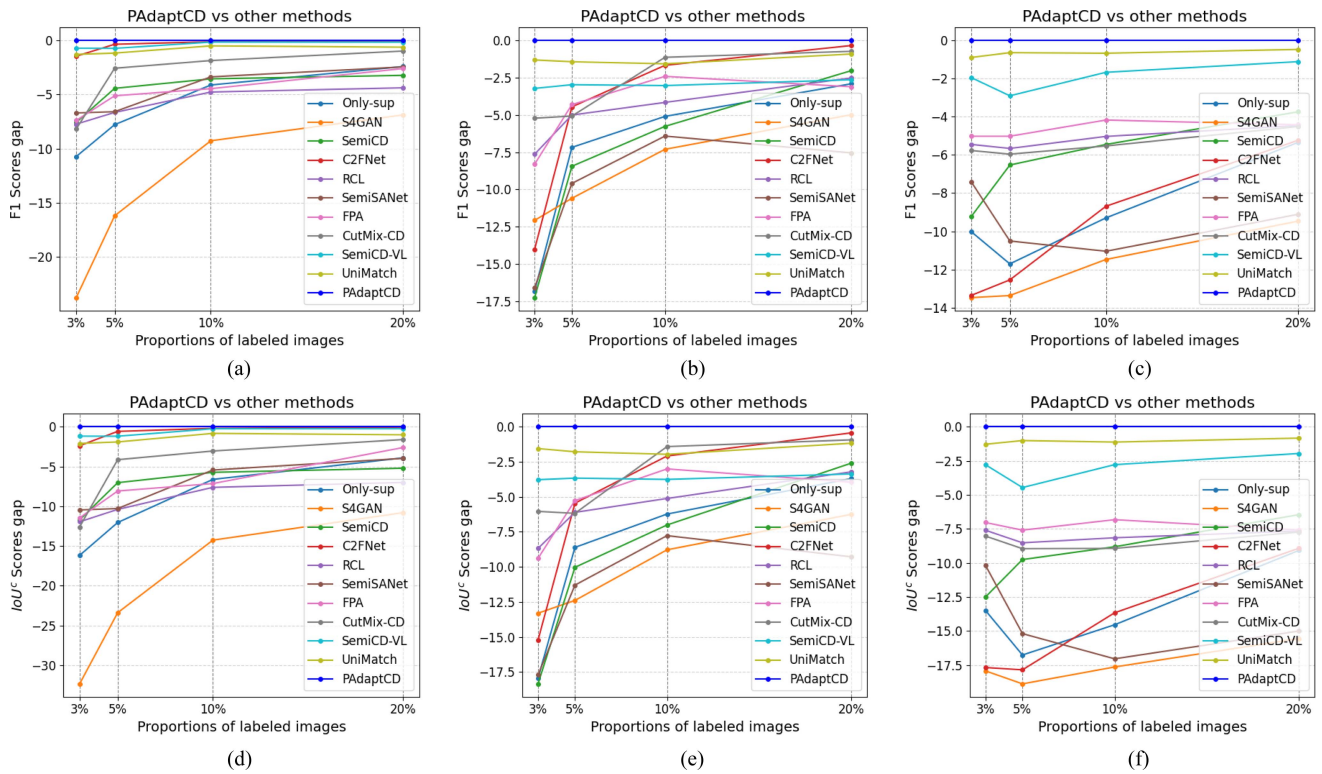 PAdaptCD vs other methods
0
−5
−10
−15
−20
F1 Scores gap
3%
5%
10%
20%
Proportions of labeled images
Only-sup
S4GAN
SemiCD
C2FNet
RCL
SemiSANet
FPA
CutMix-CD
SemiCD-VL
UniMatch
PAdaptCD
(a)
PAdaptCD vs other methods
0.0
−2.5
−5.0
−7.5
−10.0
−12.5
−15.0
−17.5
F1 Scores gap
3%
5%
10%
20%
Proportions of labeled images
Only-sup
S4GAN
SemiCD
C2FNet
RCL
SemiSANet
FPA
CutMix-CD
SemiCD-VL
UniMatch
PAdaptCD
(b)
PAdaptCD vs other methods
0
−2
−4
−6
−8
−10
−12
−14
F1 Scores gap
3%
5%
10%
20%
Proportions of labeled images
Only-sup
S4GAN
SemiCD
C2FNet
RCL
SemiSANet
FPA
CutMix-CD
SemiCD-VL
UniMatch
PAdaptCD
(c)
PAdaptCD vs other methods
0
−5
−10
−15
−20
−25
−30
IoUᶜ Scores gap
3%
5%
10%
20%
Proportions of labeled images
Only-sup
S4GAN
SemiCD
C2FNet
RCL
SemiSANet
FPA
CutMix-CD
SemiCD-VL
UniMatch
PAdaptCD
(d)
PAdaptCD vs other methods
0.0
−2.5
−5.0
−7.5
−10.0
−12.5
−15.0
−17.5
IoUᶜ Scores gap
3%
5%
10%
20%
Proportions of labeled images
Only-sup
S4GAN
SemiCD
C2FNet
RCL
SemiSANet
FPA
CutMix-CD
SemiCD-VL
UniMatch
PAdaptCD
(e)
PAdaptCD vs other methods
0.0
−2.5
−5.0
−7.5
−10.0
−12.5
−15.0
−17.5
IoUᶜ Scores gap
3%
5%
10%
20%
Proportions of labeled images
Only-sup
S4GAN
SemiCD
C2FNet
RCL
SemiSANet
FPA
CutMix-CD
SemiCD-VL
UniMatch
PAdaptCD
(f)